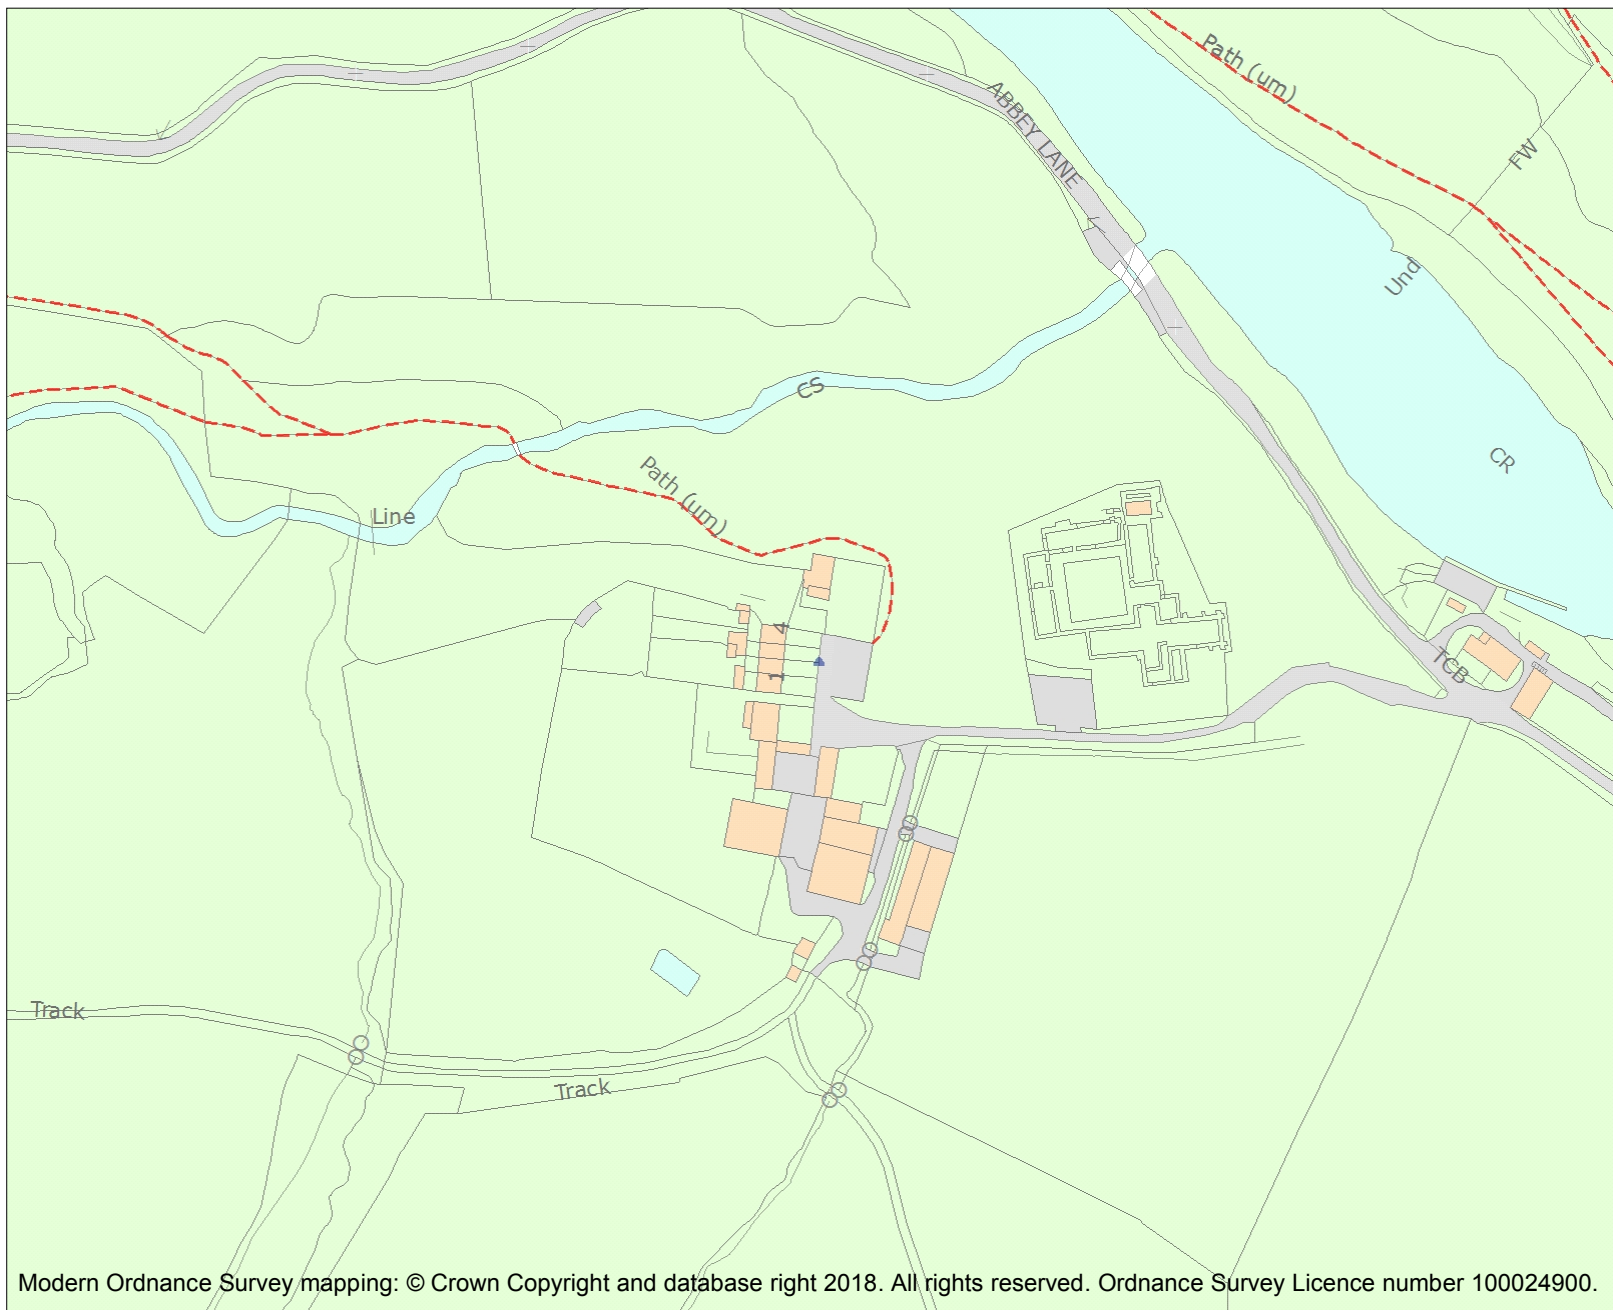 Path (um)
ABBEY LANE
FW
Und
CS
CR
Path (um)
Line
4
1
TCB
Track
Track
Modern Ordnance Survey mapping: © Crown Copyright and database right 2018. All rights reserved. Ordnance Survey Licence number 100024900.